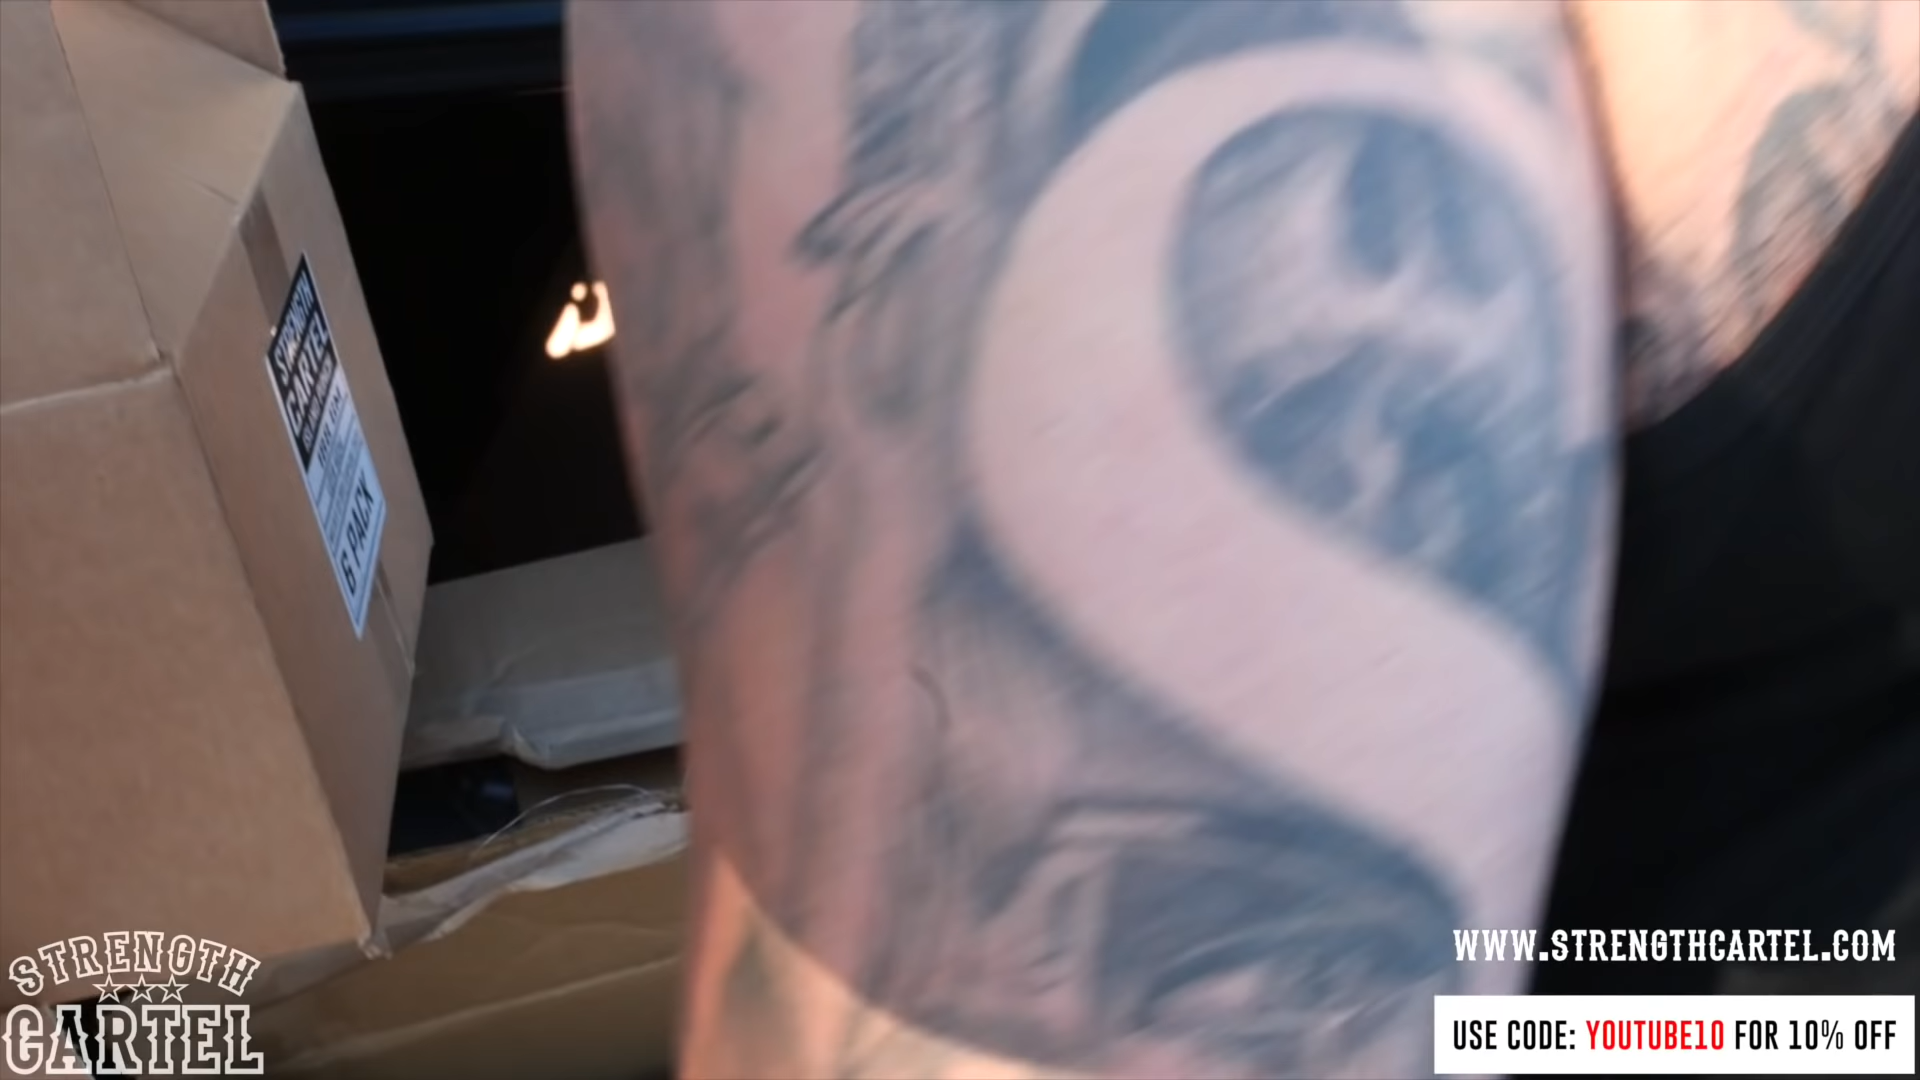 STRENGTH
CARTEL
6 PACK
STRENGTH
CARTEL
WWW.STRENGTHCARTEL.COM
USE CODE: YOUTUBE10 FOR 10% OFF